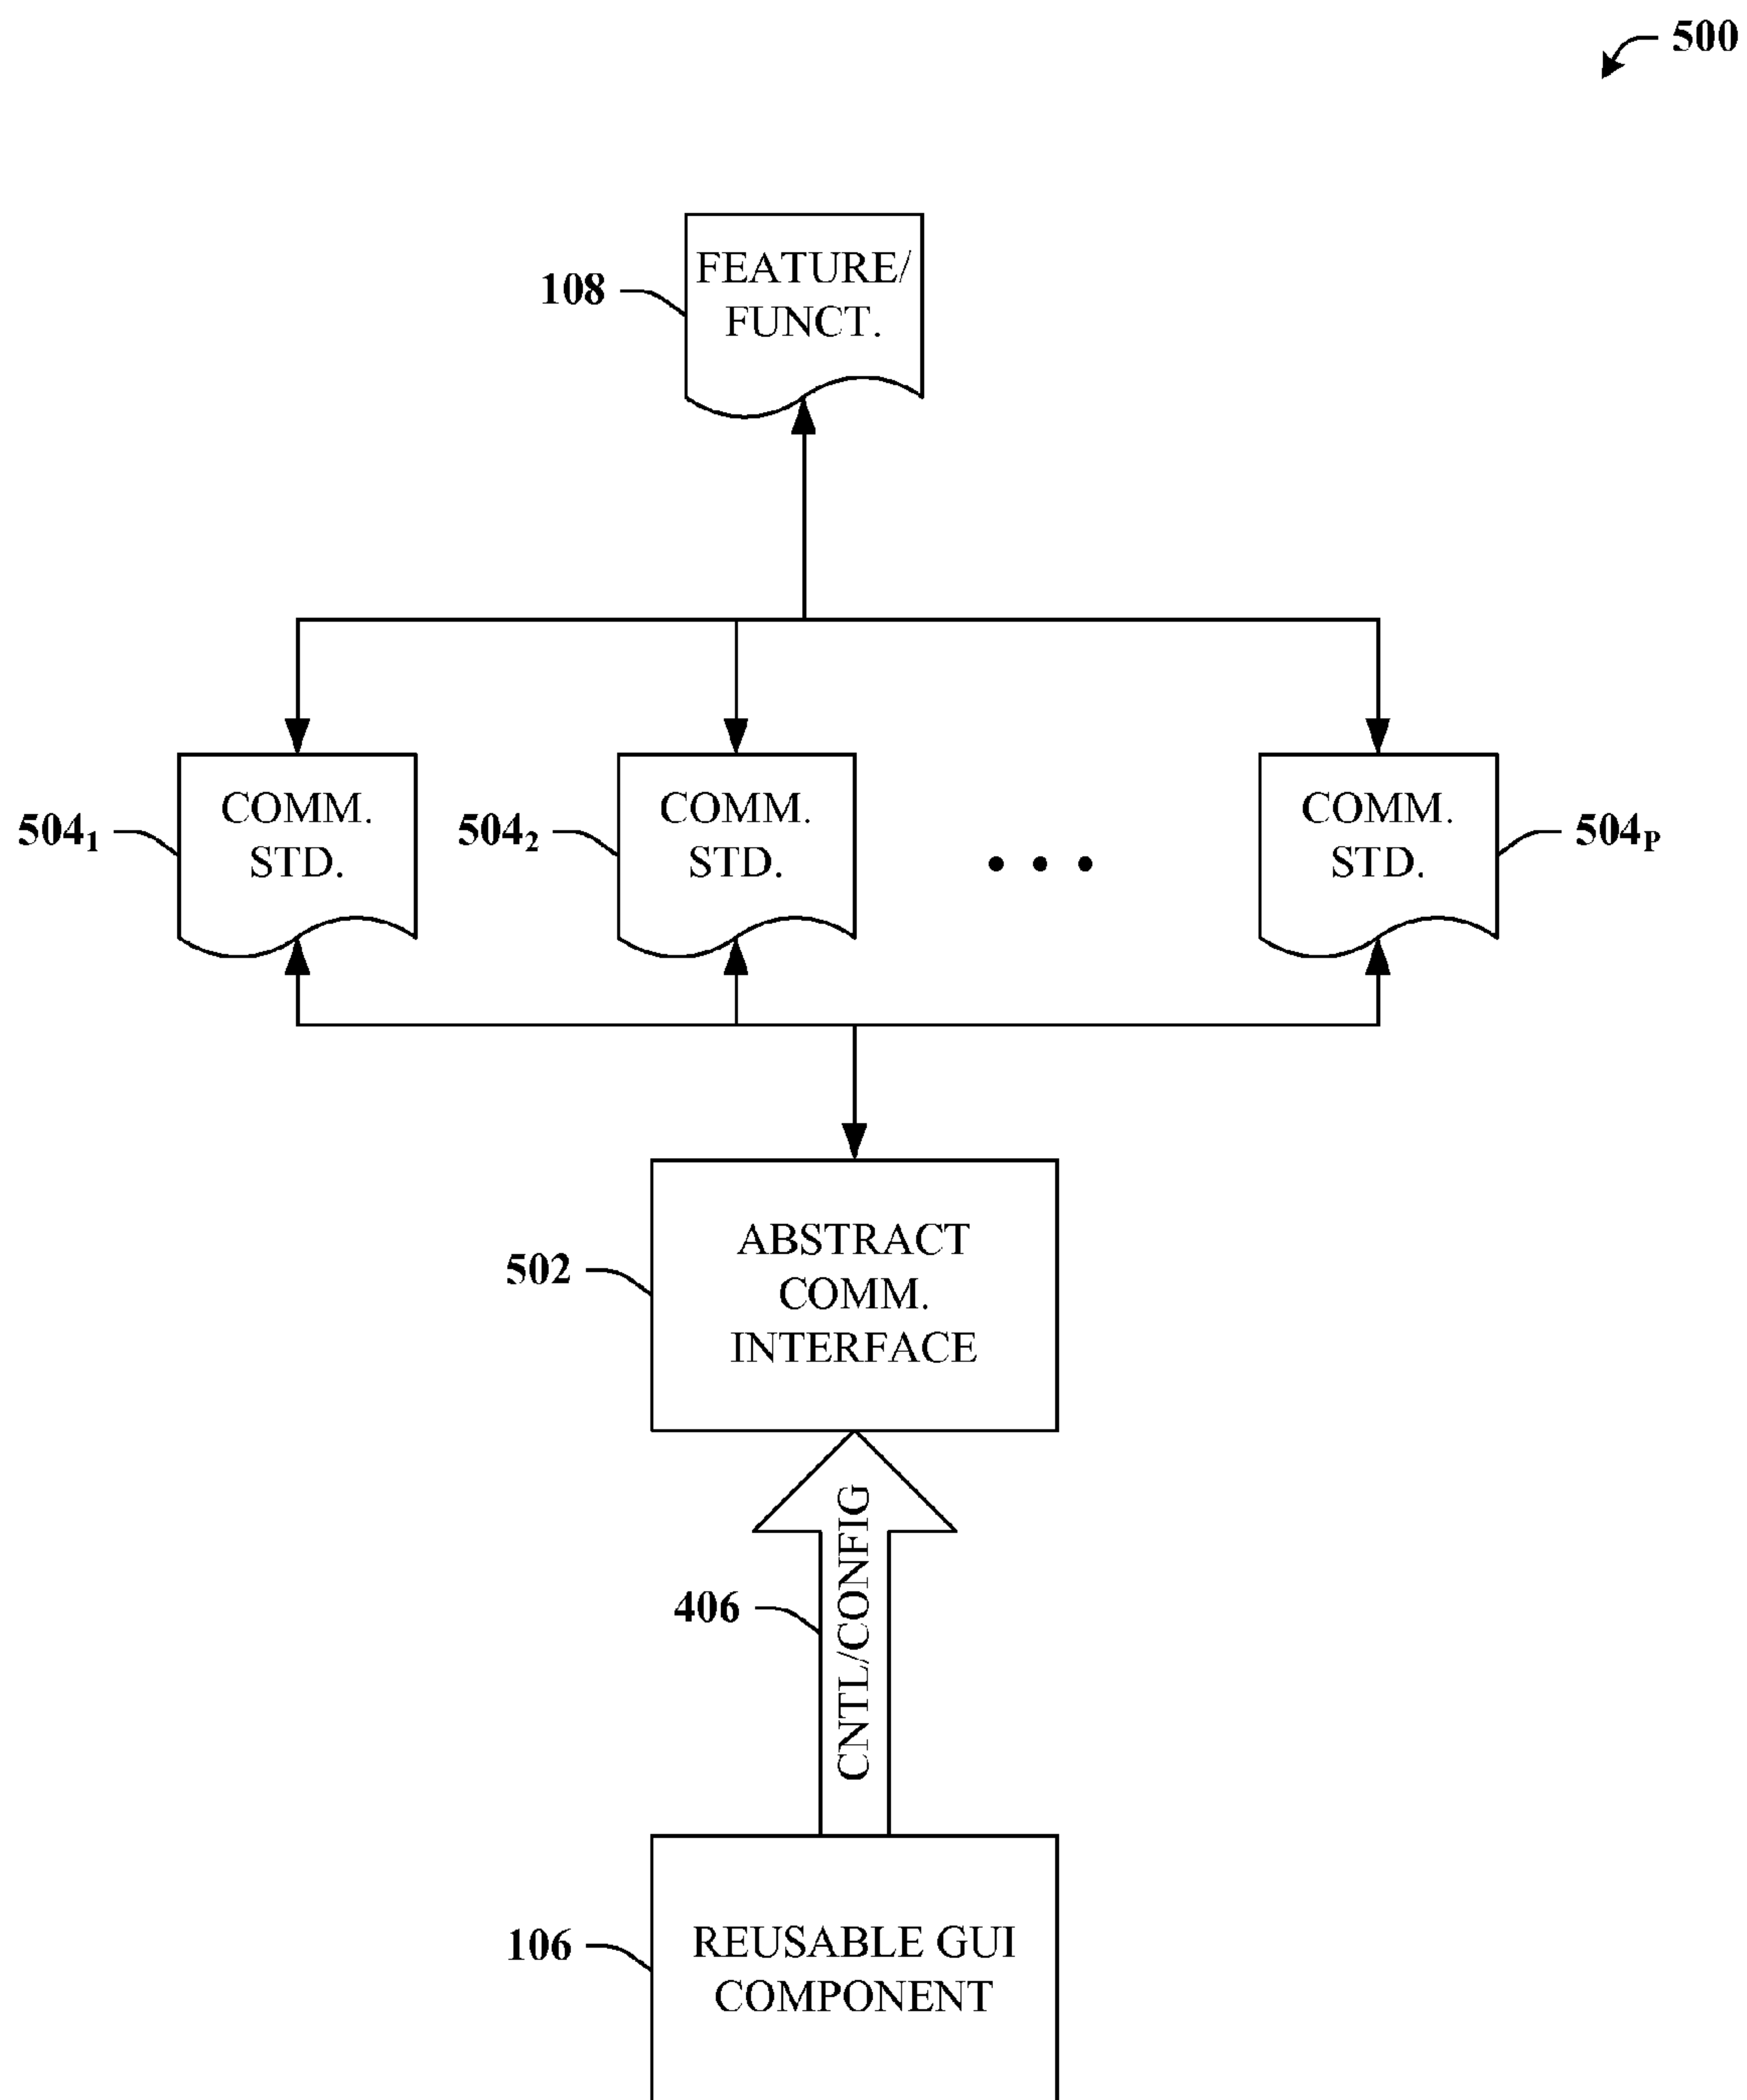 500
FEATURE/
FUNCT.
108
COMM.
STD.
504₁
COMM.
STD.
504₂
COMM.
STD.
504ₚ
ABSTRACT
COMM.
INTERFACE
502
CNTL/CONFIG
406
REUSABLE GUI
COMPONENT
106